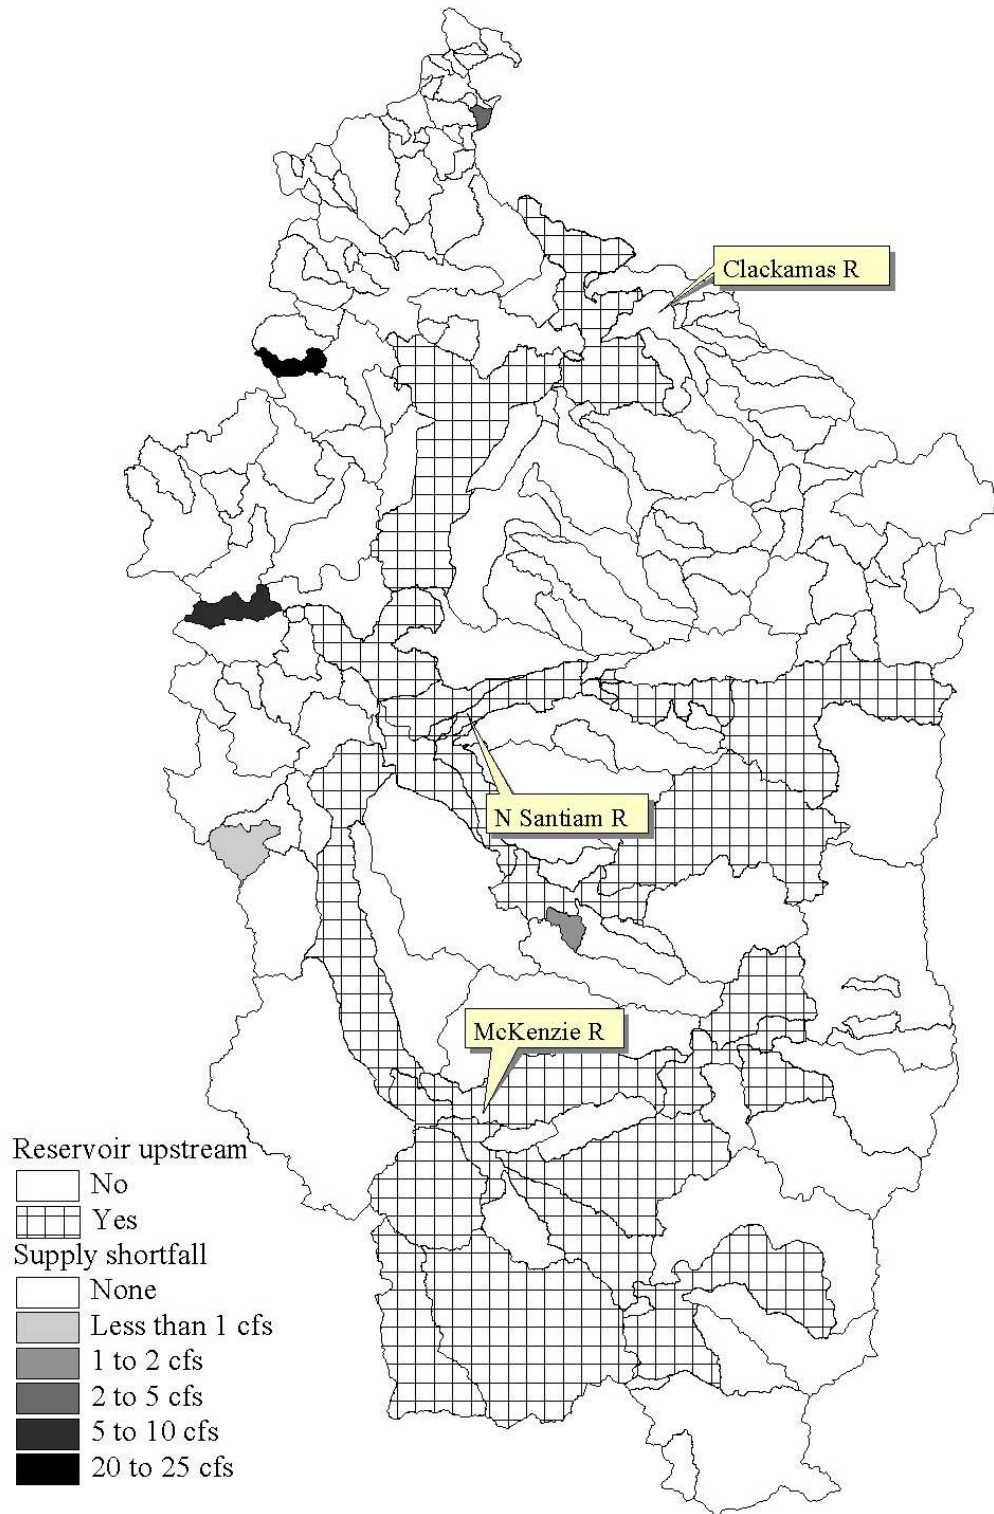 Clackamas R
N Santiam R
McKenzie R
Reservoir upstream
No
Yes
Supply shortfall
None
Less than 1 cfs
1 to 2 cfs
2 to 5 cfs
5 to 10 cfs
20 to 25 cfs